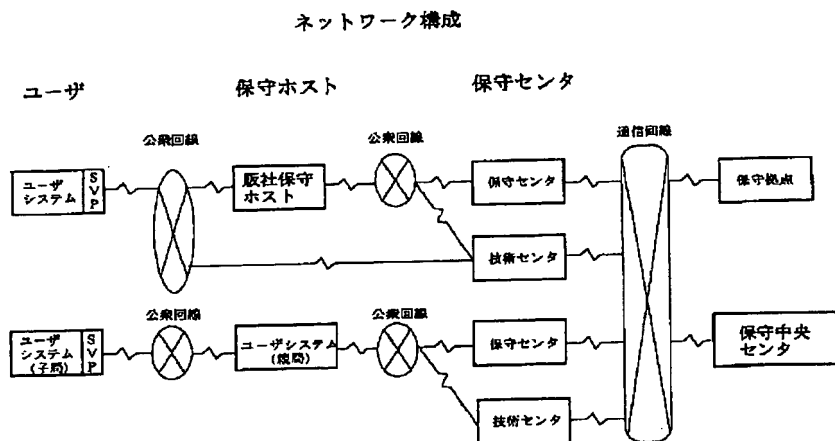 ネットワーク構成
ユーザ
保守ホスト
保守センタ
公衆回線
公衆回線
通信回線
ユーザ
システム
SVP
販社保守
ホスト
保守センタ
保守拠点
技術センタ
公衆回線
公衆回線
ユーザ
システム
(子局)
SVP
ユーザシステム
(親局)
保守センタ
保守中央
センタ
技術センタ